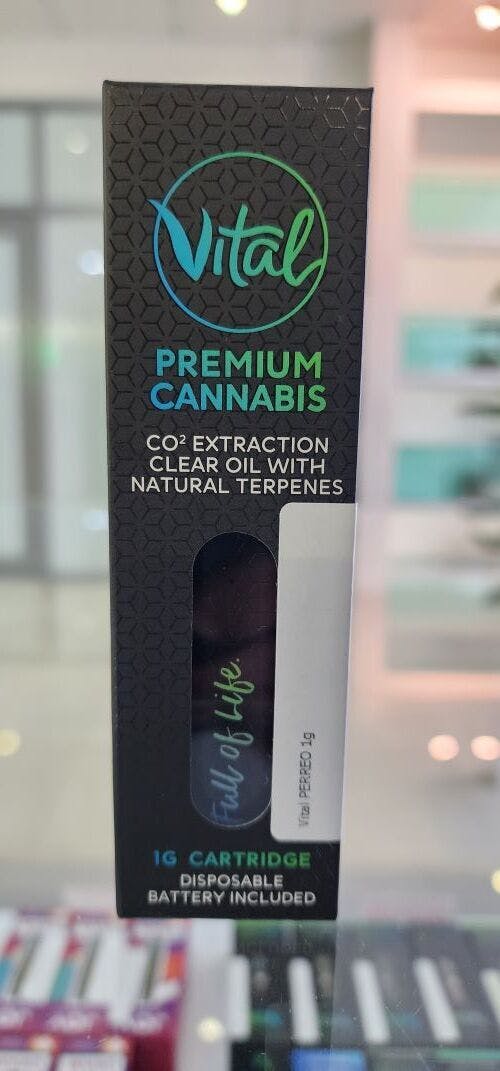 Vital
PREMIUM
CANNABIS
CO² EXTRACTION
CLEAR OIL WITH
NATURAL TERPENES
Full of Life.
Vital PERREO 1g
1G CARTRIDGE
DISPOSABLE
BATTERY INCLUDED